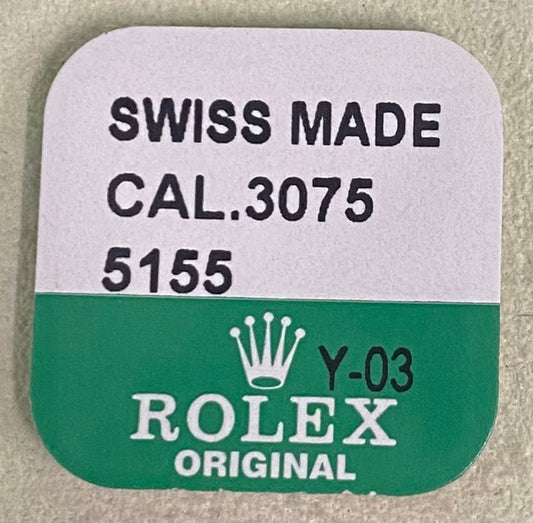 SWISS MADE
CAL.3075
5155
Y-03
ROLEX
ORIGINAL